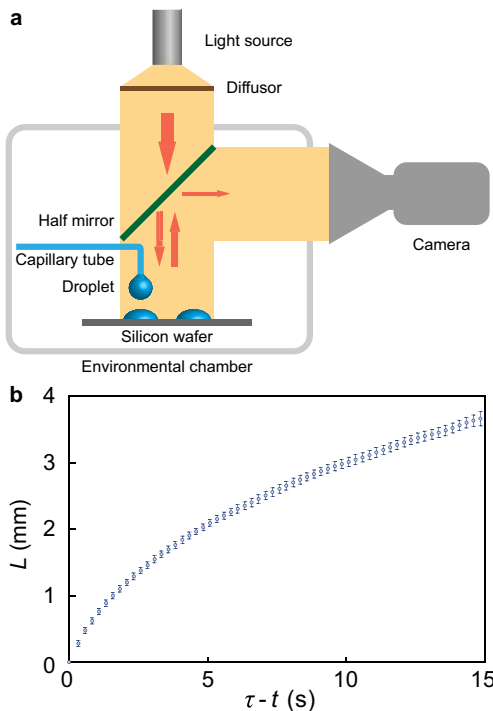 a
Light source
Diffusor
Half mirror
Capillary tube
Droplet
Camera
Silicon wafer
Environmental chamber
b
4
3
2
1
0
L (mm)
0
5
10
15
τ - t (s)